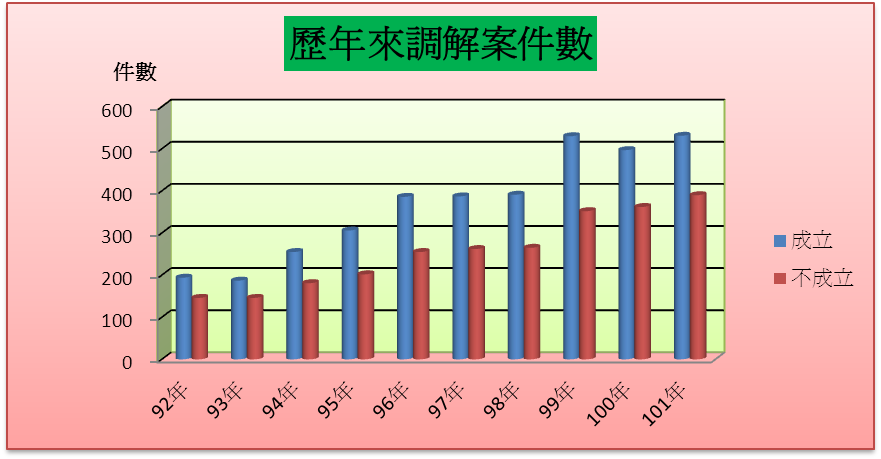 歷年來調解案件數
件數
600
500
400
300
200
100
0
92年
93年
94年
95年
96年
97年
98年
99年
100年
101年
成立
不成立